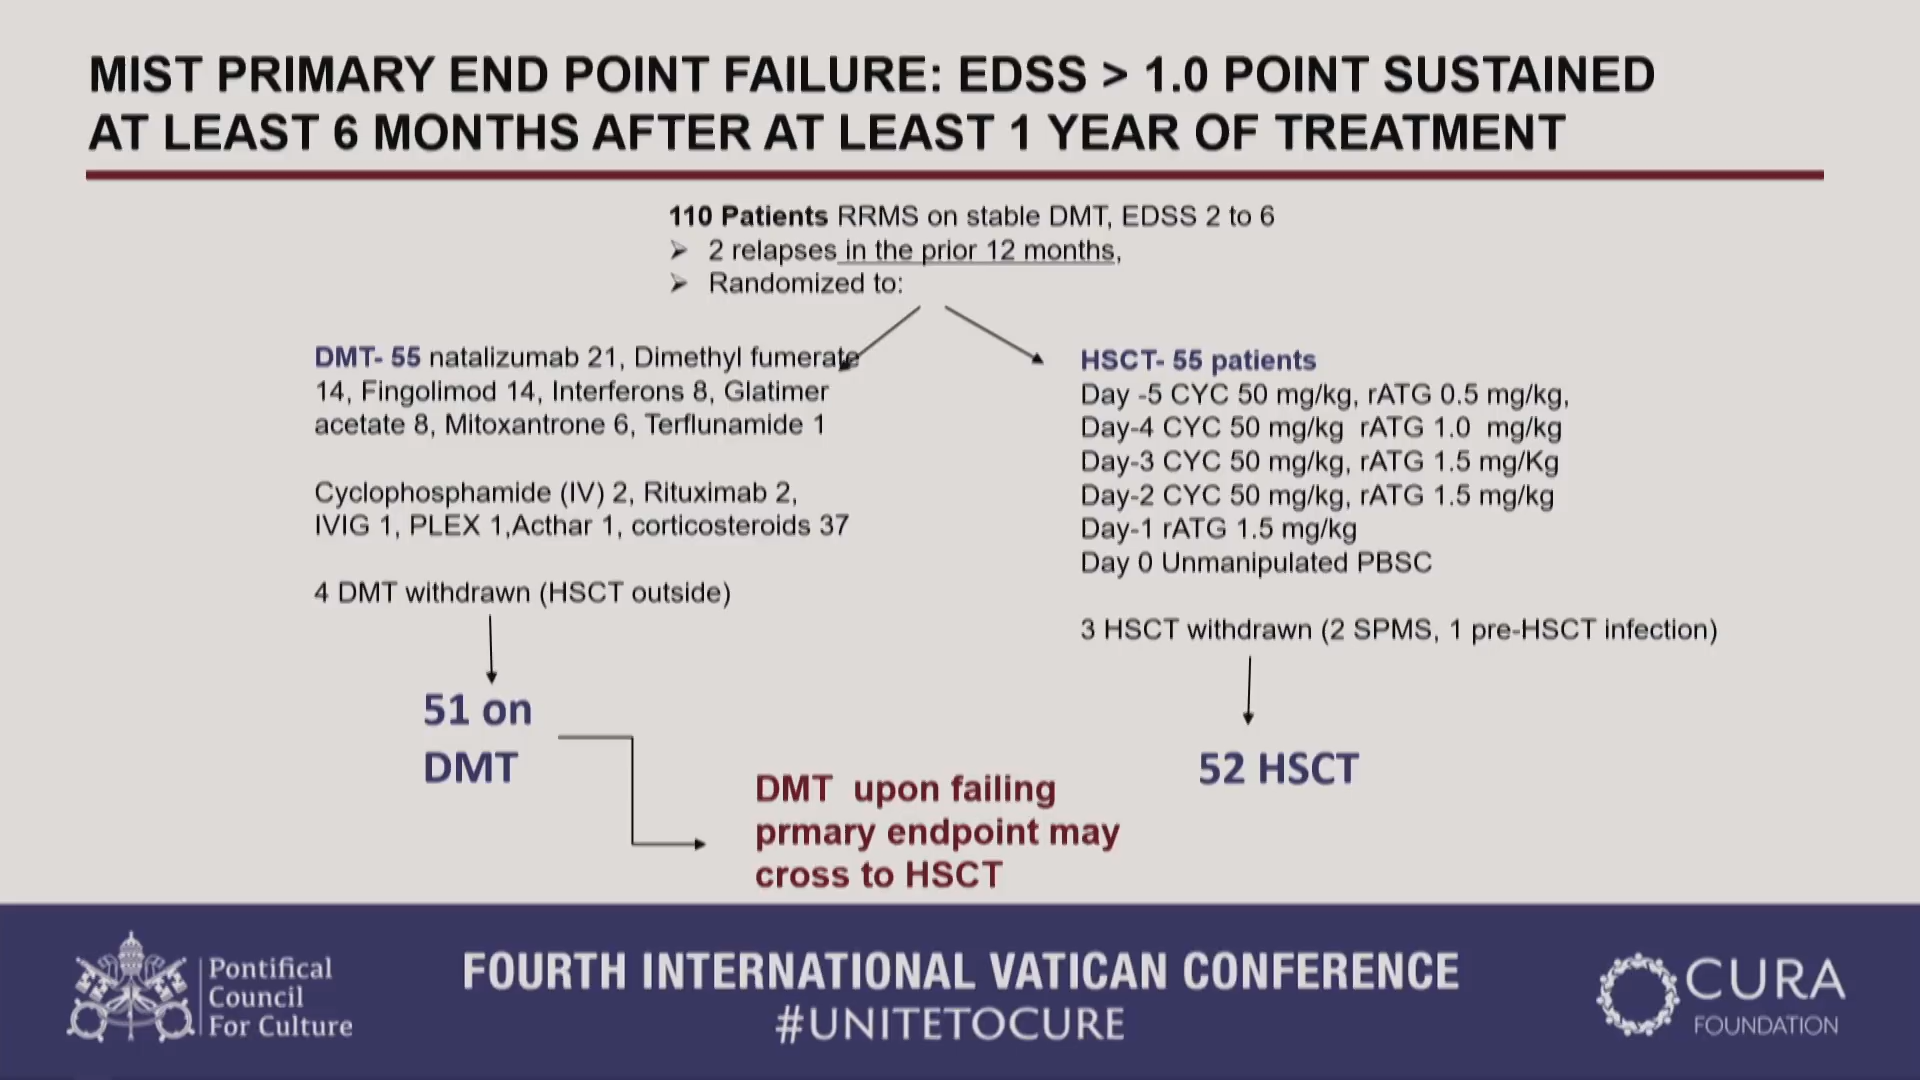 MIST PRIMARY END POINT FAILURE: EDSS > 1.0 POINT SUSTAINED
AT LEAST 6 MONTHS AFTER AT LEAST 1 YEAR OF TREATMENT
110 Patients RRMS on stable DMT, EDSS 2 to 6
➢ 2 relapses in the prior 12 months,
➢ Randomized to:
DMT- 55 natalizumab 21, Dimethyl fumerate
14, Fingolimod 14, Interferons 8, Glatimer
acetate 8, Mitoxantrone 6, Terflunamide 1
Cyclophosphamide (IV) 2, Rituximab 2,
IVIG 1, PLEX 1,Acthar 1, corticosteroids 37
4 DMT withdrawn (HSCT outside)
51 on
DMT
HSCT- 55 patients
Day -5 CYC 50 mg/kg, rATG 0.5 mg/kg,
Day-4 CYC 50 mg/kg  rATG 1.0  mg/kg
Day-3 CYC 50 mg/kg, rATG 1.5 mg/Kg
Day-2 CYC 50 mg/kg, rATG 1.5 mg/kg
Day-1 rATG 1.5 mg/kg
Day 0 Unmanipulated PBSC
3 HSCT withdrawn (2 SPMS, 1 pre-HSCT infection)
52 HSCT
DMT  upon failing
prmary endpoint may
cross to HSCT
Pontifical
Council
For Culture
FOURTH INTERNATIONAL VATICAN CONFERENCE
#UNITETOCURE
CURA
FOUNDATION